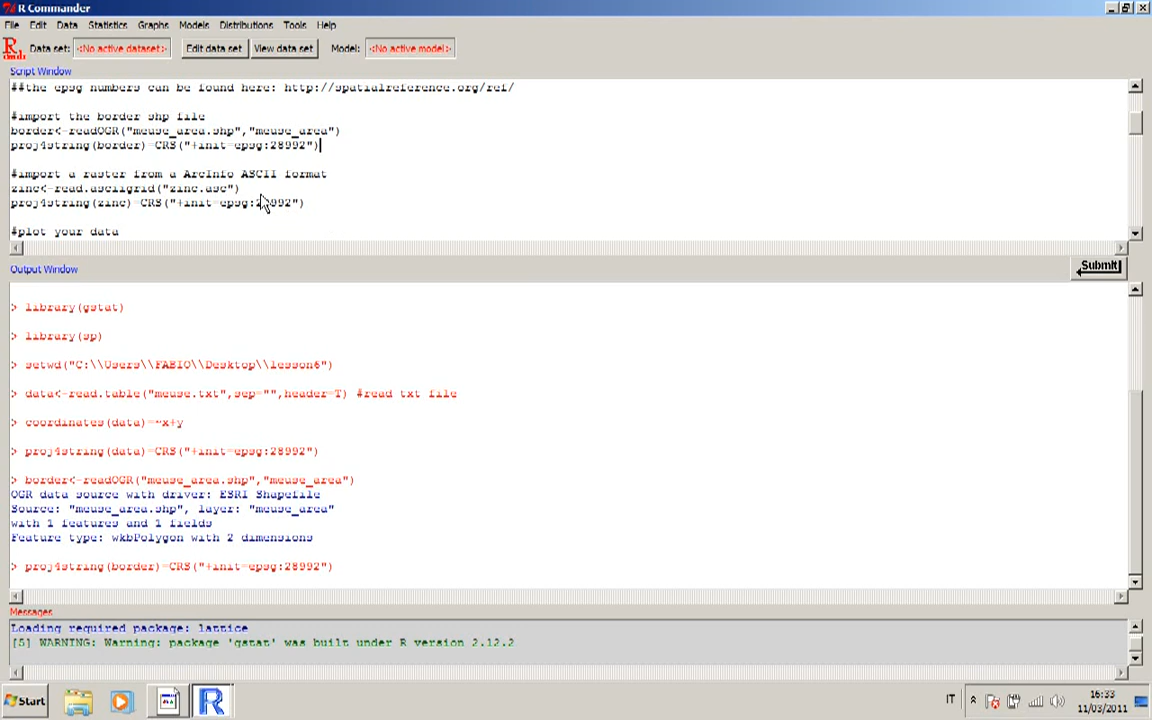 R Commander
File Edit Data Statistics Graphs Models Distributions Tools Help
R cmdr Data set: <No active dataset> Edit data set View data set Model: <No active model>
Script Window
##the epsg numbers can be found here: http://spatialreference.org/ref/
#import the border shp file
border<-readOGR("meuse_area.shp","meuse_area")
proj4string(border)=CRS("+init=epsg:28992")
#import a raster from a ArcInfo ASCII format
zinc<-read.asciigrid("zinc.asc")
proj4string(zinc)=CRS("+init=epsg:28992")
#plot your data
Submit
Output Window
> library(gstat)
> library(sp)
> setwd("C:\\Users\\FABIO\\Desktop\\lesson6")
> data<-read.table("meuse.txt",sep="",header=T) #read txt file
> coordinates(data)=~x+y
> proj4string(data)=CRS("+init=epsg:28992")
> border<-readOGR("meuse_area.shp","meuse_area")
OGR data source with driver: ESRI Shapefile
Source: "meuse_area.shp", layer: "meuse_area"
with 1 features and 1 fields
Feature type: wkbPolygon with 2 dimensions
> proj4string(border)=CRS("+init=epsg:28992")
Messages
Loading required package: lattice
[5] WARNING: Warning: package 'gstat' was built under R version 2.12.2
Start IT 16:33
11/03/2011